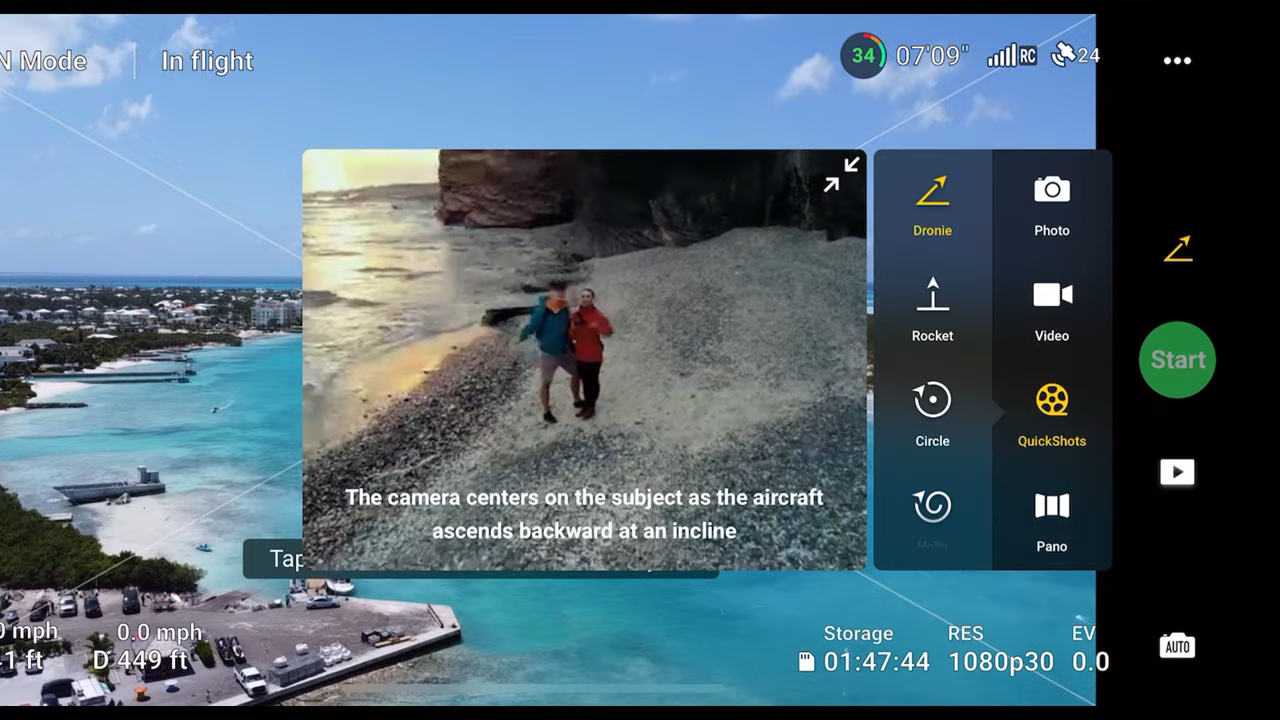 N Mode
In flight
34
07'09"
RC
24
Dronie
Photo
Rocket
Video
Circle
QuickShots
Pano
Start
The camera centers on the subject as the aircraft
ascends backward at an incline
Tap
0 mph
0.0 mph
1 ft
D 449 ft
Storage
RES
EV
01:47:44
1080p30
0.0
AUTO